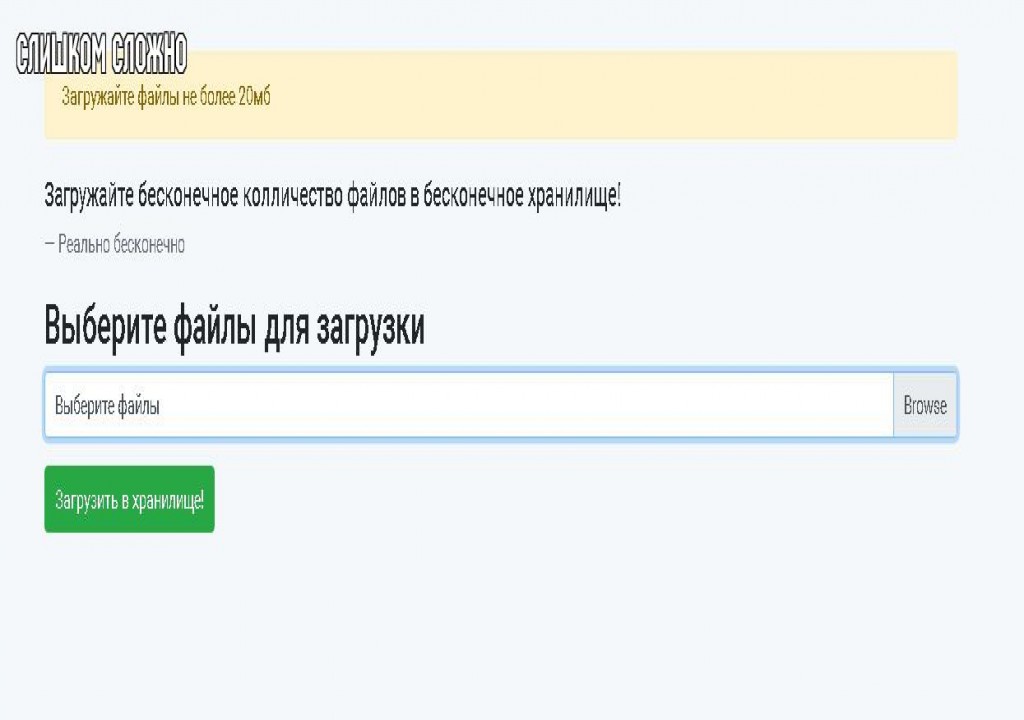 СЛИШКОМ СЛОЖНО
Загружайте файлы не более 20мб
Загружайте бесконечное колличество файлов в бесконечное хранилище!
— Реально бесконечно
Выберите файлы для загрузки
Выберите файлы Browse
Загрузить в хранилище!